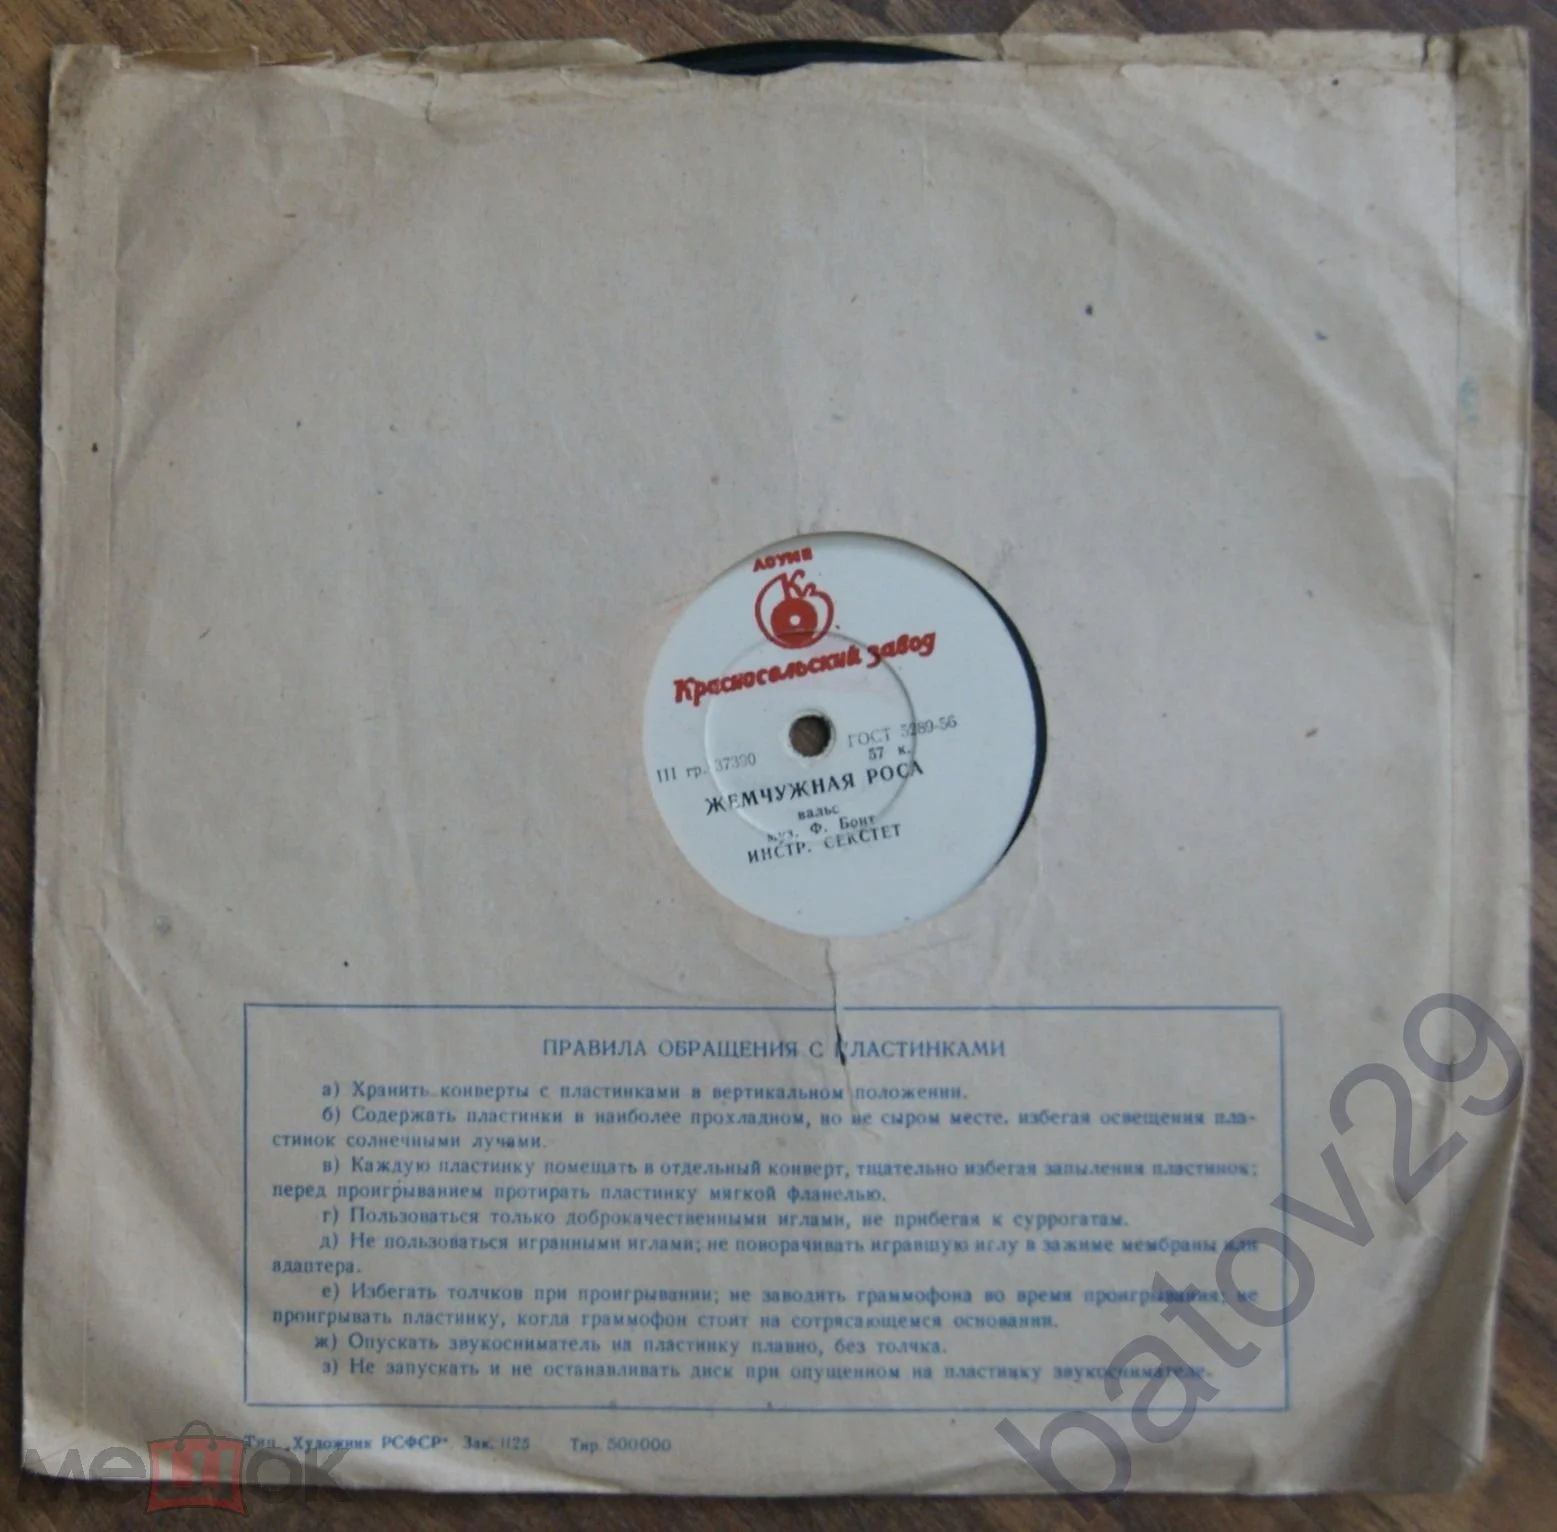 ЛОУМП
К
Красносельский завод
III гр. 37390
ГОСТ 5289-56
57 к.
ЖЕМЧУЖНАЯ РОСА
вальс
муз. Ф. Бонт
ИНСТР. СЕКСТЕТ
ПРАВИЛА ОБРАЩЕНИЯ С ПЛАСТИНКАМИ
а) Хранить конверты с пластинками в вертикальном положении.
б) Содержать пластинки в наиболее прохладном, но не сыром месте. избегая освещения пла-
стинок солнечными лучами.
в) Каждую пластинку помещать в отдельный конверт, тщательно избегая запыления пластинок;
перед проигрыванием протирать пластинку мягкой фланелью.
г) Пользоваться только доброкачественными иглами, не прибегая к суррогатам.
д) Не пользоваться игранными иглами; не поворачивать игравшую иглу в зажиме мембраны или
адаптера.
е) Избегать толчков при проигрывании; не заводить граммофона во время проигрывания; не
проигрывать пластинку, когда граммофон стоит на сотрясающемся основании.
ж) Опускать звукосниматель на пластинку плавно, без толчка.
з) Не запускать и не останавливать диск при опущенном на пластинку звукоснимателе.
Тип. „Художник РСФСР" Зак. 1125 Тир. 500000
мешок
batov29